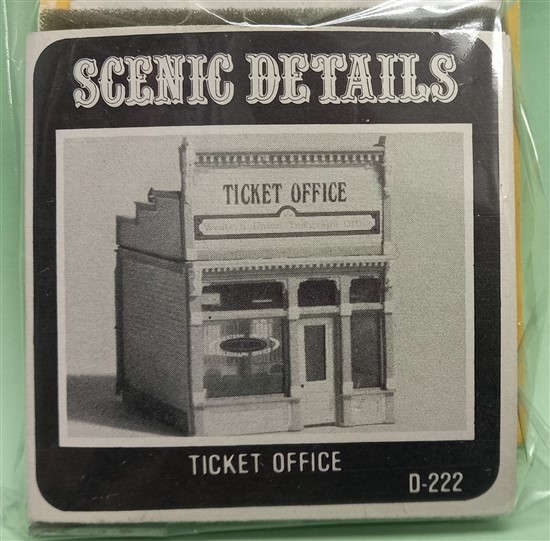 SCENIC DETAILS
TICKET OFFICE
TICKET OFFICE
D-222